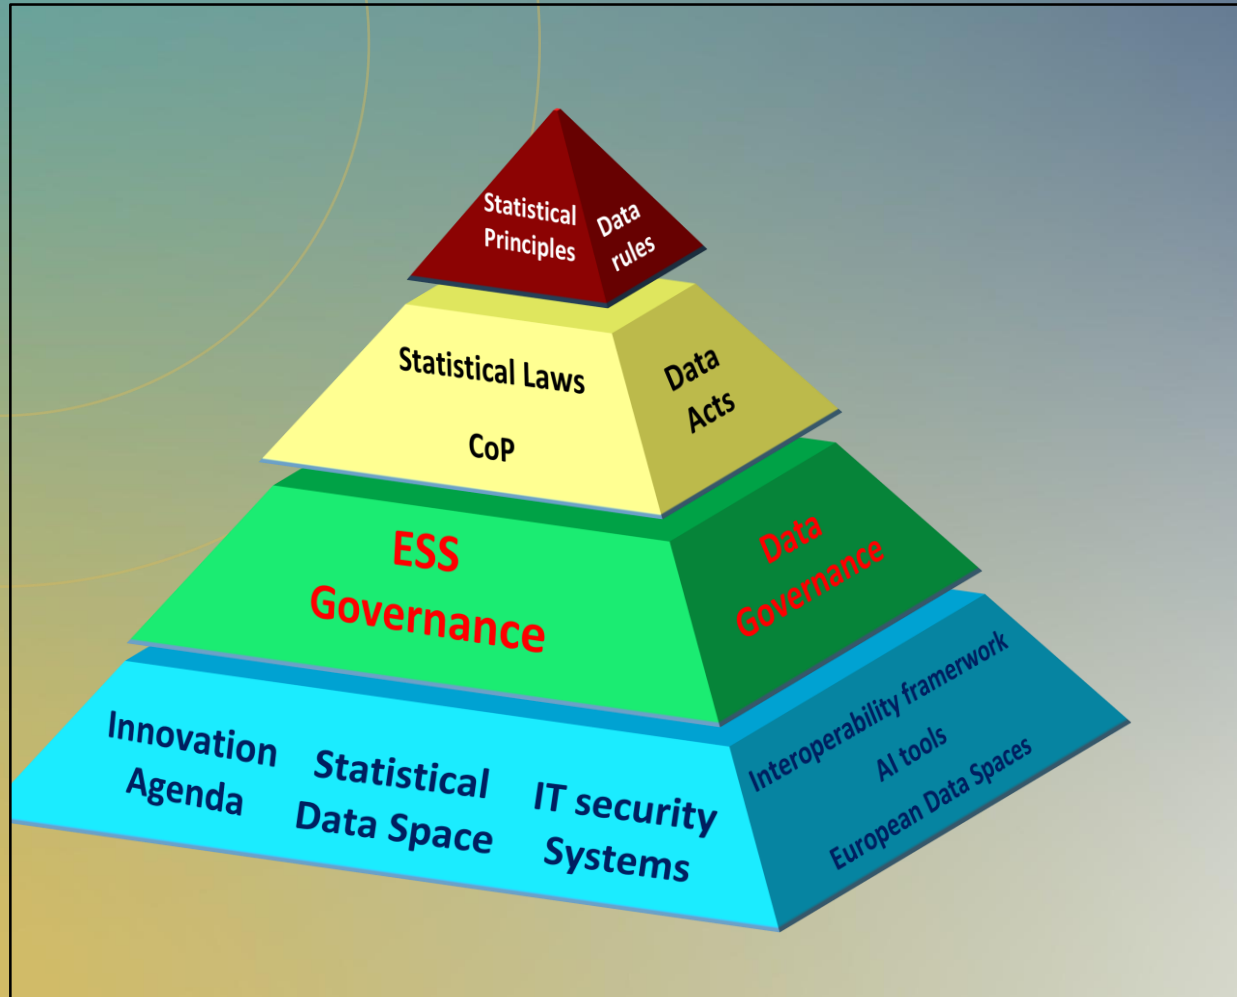 Statistical
Principles
Data
rules
Statistical Laws
CoP
Data
Acts
ESS
Governance
Data
Governance
Innovation
Agenda
Statistical
Data Space
IT security
Systems
Interoperability framerwork
AI tools
European Data Spaces